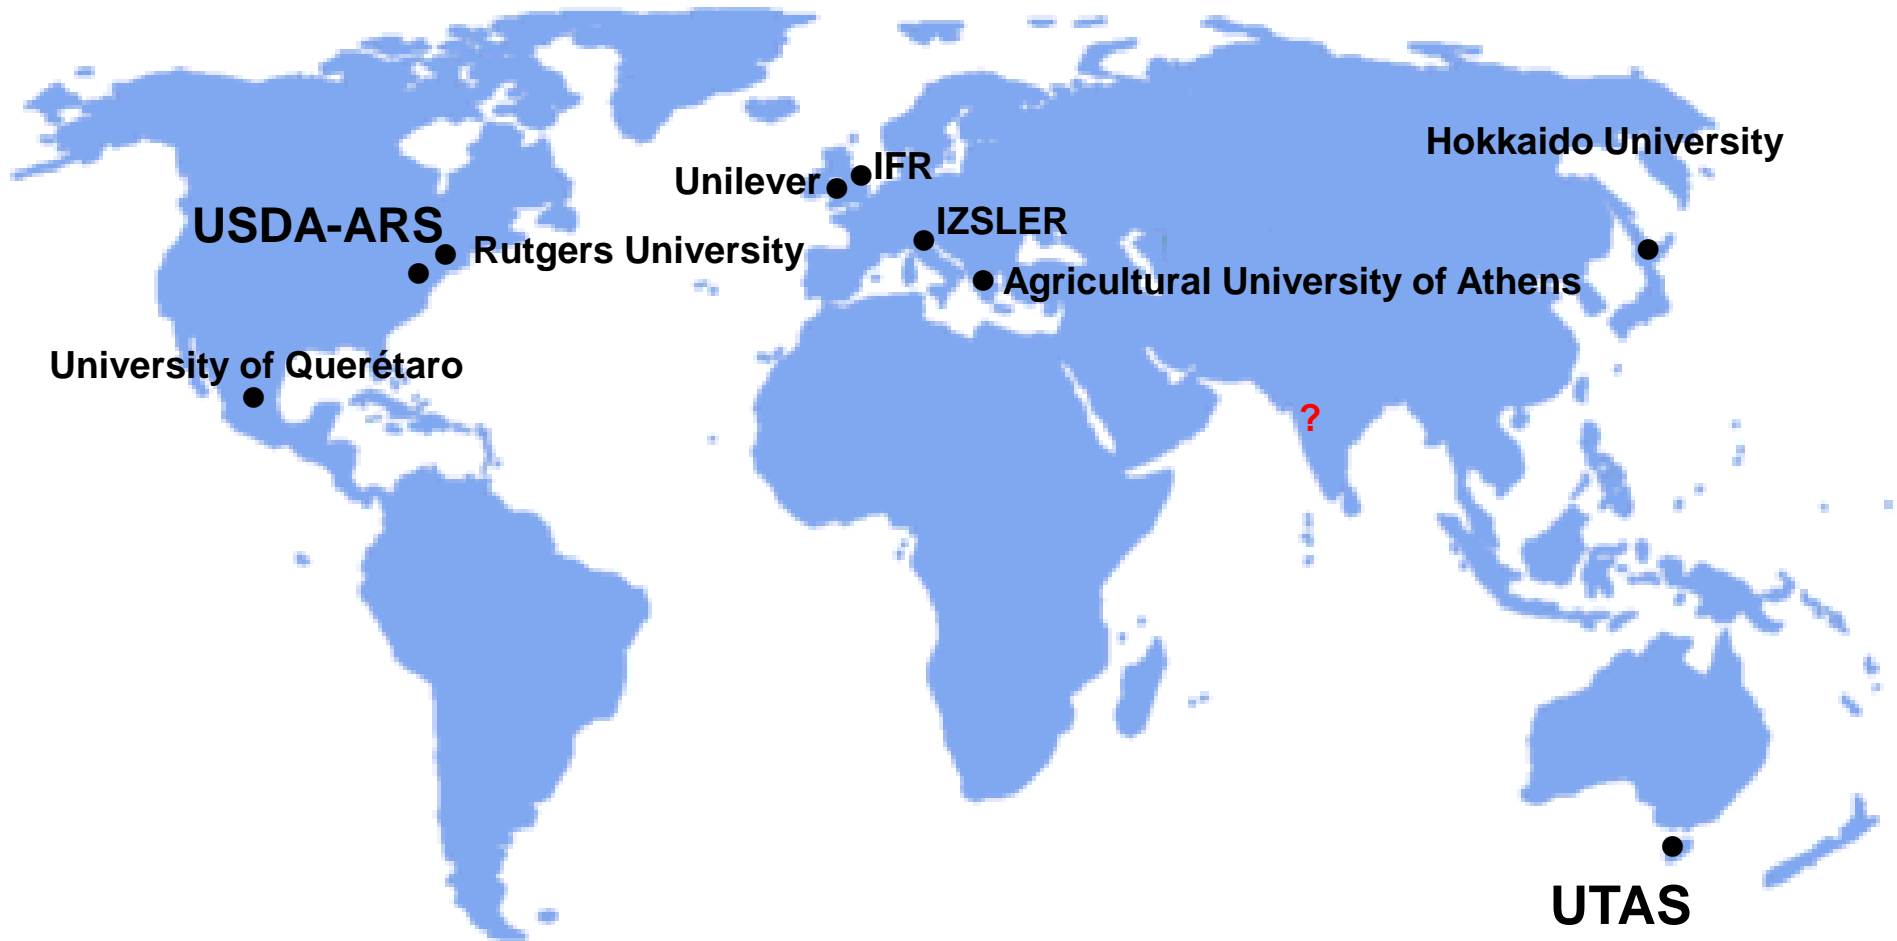 Hokkaido University
IFR
Unilever
USDA-ARS
IZSLER
Rutgers University
Agricultural University of Athens
University of Querétaro
?
UTAS